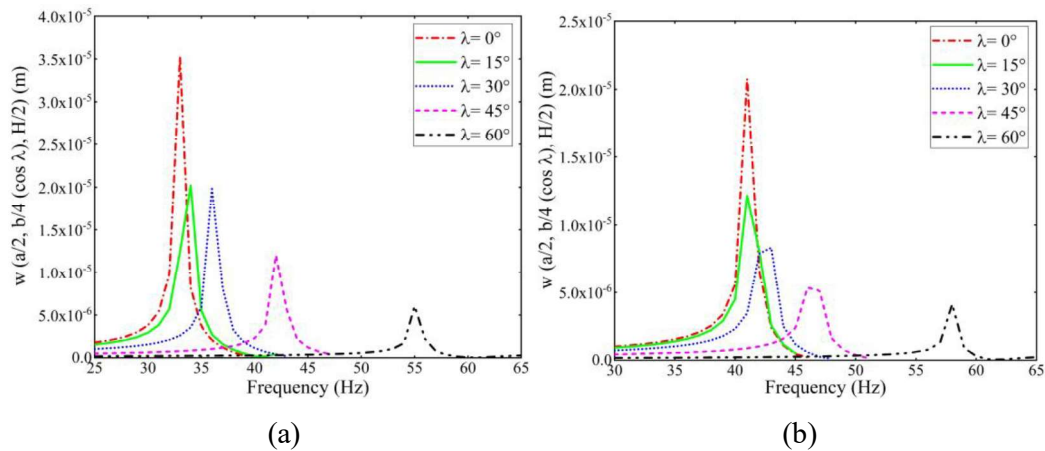 4.0x10⁻⁵
3.5x10⁻⁵
3.0x10⁻⁵
2.5x10⁻⁵
2.0x10⁻⁵
1.5x10⁻⁵
1.0x10⁻⁵
5.0x10⁻⁶
0.0
w (a/2, b/4 (cos λ), H/2) (m)
25 30 35 40 45 50 55 60 65
Frequency (Hz)
λ= 0°
λ= 15°
λ= 30°
λ= 45°
λ= 60°
(a)
2.5x10⁻⁵
2.0x10⁻⁵
1.5x10⁻⁵
1.0x10⁻⁵
5.0x10⁻⁶
0.0
w (a/2, b/4 (cos λ), H/2) (m)
30 35 40 45 50 55 60 65
Frequency (Hz)
λ= 0°
λ= 15°
λ= 30°
λ= 45°
λ= 60°
(b)